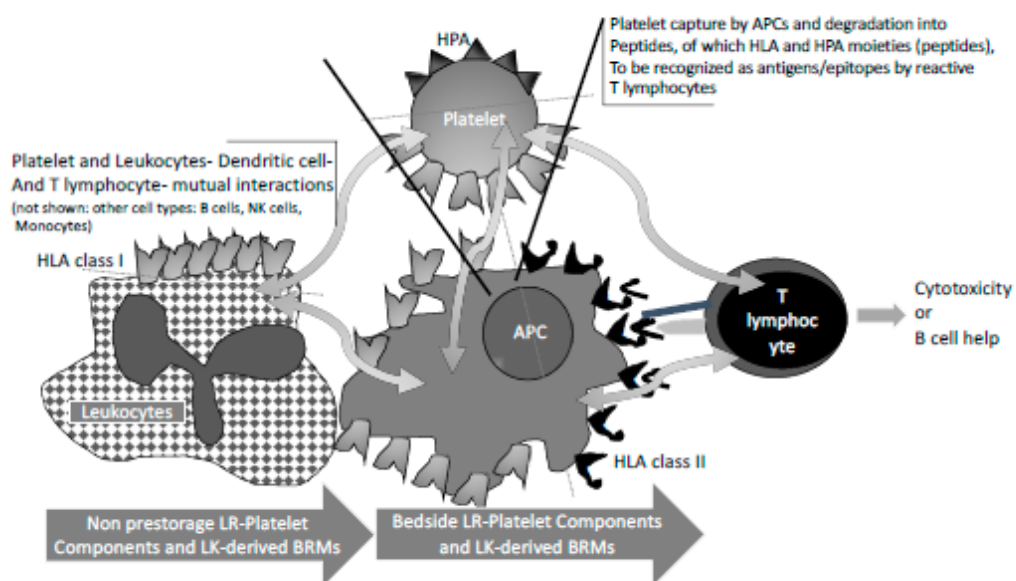 HPA
Platelet capture by APCs and degradation into
Peptides, of which HLA and HPA moieties (peptides),
To be recognized as antigens/epitopes by reactive
T lymphocytes
Platelet
Platelet and Leukocytes- Dendritic cell-
And T lymphocyte- mutual interactions
(not shown: other cell types: B cells, NK cells,
Monocytes)
HLA class I
APC
T
lymphoc
yte
Cytotoxicity
or
B cell help
Leukocytes
HLA class II
Non prestorage LR-Platelet
Components and LK-derived BRMs
Bedside LR-Platelet Components
and LK-derived BRMs